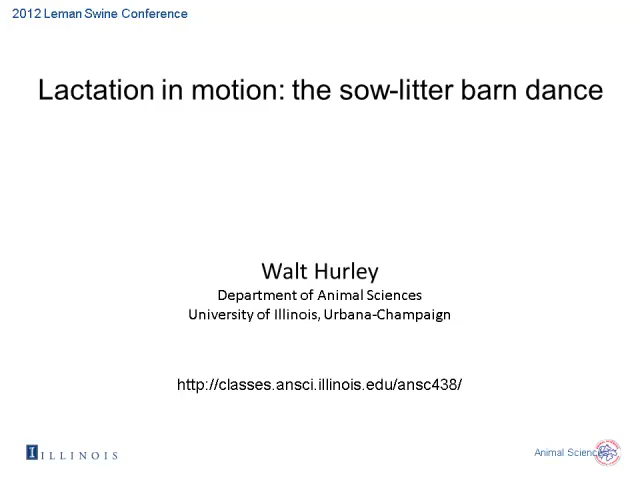 2012 Leman Swine Conference
Lactation in motion: the sow-litter barn dance
Walt Hurley
Department of Animal Sciences
University of Illinois, Urbana-Champaign
http://classes.ansci.illinois.edu/ansc438/
I ILLINOIS
Animal Sciences